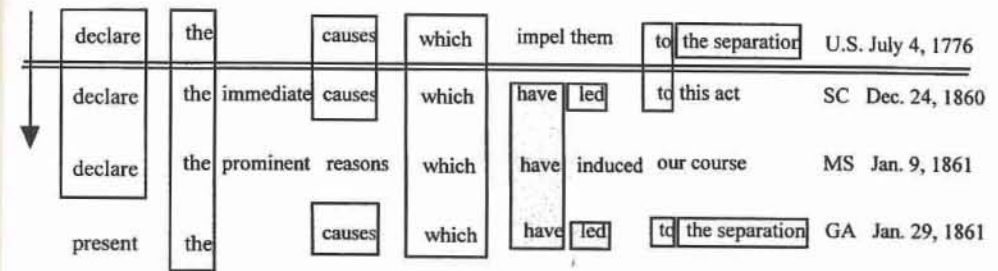 declare the causes which impel them to the separation U.S. July 4, 1776
declare the immediate causes which have led to this act SC Dec. 24, 1860
declare the prominent reasons which have induced our course MS Jan. 9, 1861
present the causes which have led to the separation GA Jan. 29, 1861